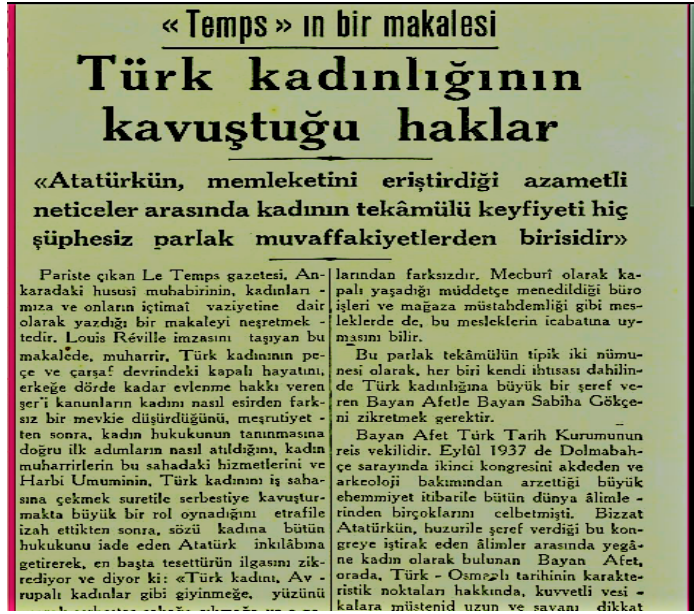 « Temps » ın bir makalesi
Türk kadınlığının
kavuştuğu haklar
«Atatürkün, memleketini eriştirdiği azametli
neticeler arasında kadının tekâmülü keyfiyeti hiç
şüphesiz parlak muvaffakiyetlerden birisidir»
Pariste çıkan Le Temps gazetesi, An-
karadaki hususî muhabirinin, kadınları -
mıza ve onların içtimaî vaziyetine dair
olarak yazdığı bir makaleyi neşretmek -
tedir. Louis Réville imzasını taşıyan bu
makalede, muharrir, Türk kadınının pe-
çe ve çarşaf devrindeki kapalı hayatını,
erkeğe dörde kadar evlenme hakkı veren
şer'î kanunların kadını nasıl esirden fark-
sız bir mevkie düşürdüğünü, meşrutiyet -
ten sonra, kadın hukukunun tanınmasına
doğru ilk adımların nasıl atıldığını, kadın
muharrirlerin bu sahadaki hizmetlerini ve
Harbi Umuminin, Türk kadınını iş saha-
sına çekmek suretile serbestiye kavuştur-
makta büyük bir rol oynadığını etrafile
izah ettikten sonra, sözü kadına bütün
hukukunu iade eden Atatürk inkılâbına
getirerek, en başta tesettürün ilgasını zik-
rediyor ve diyor ki: «Türk kadını, Av -
rupalı kadınlar gibi giyinmeğe, yüzünü
larından farksızdır. Mecburî olarak ka-
palı yaşadığı müddetçe menedildiği büro
işleri ve mağaza müstahdemliği gibi mes-
leklerde de, bu mesleklerin icabatına uy-
masını bilir.
Bu parlak tekâmülün tipik iki nümu-
nesi olarak, her biri kendi ihtisası dahilin-
de Türk kadınlığına büyük bir şeref ve-
ren Bayan Afetle Bayan Sabiha Gökçe-
ni zikretmek gerektir.
Bayan Afet Türk Tarih Kurumunun
reis vekilidir. Eylûl 1937 de Dolmabah-
çe sarayında ikinci kongresini akdeden ve
arkeoloji bakımından arzettiği büyük
ehemmiyet itibarile bütün dünya âlimle -
rinden birçoklarını celbetmişti. Bizzat
Atatürkün, huzurile şeref verdiği bu kon-
greye iştirak eden âlimler arasında yegâ-
ne kadın olarak bulunan Bayan Afet,
orada, Türk - Osmanlı tarihinin karakte-
ristik noktaları hakkında, kuvvetli vesi -
kalara müstenid uzun ve şayanı dikkat